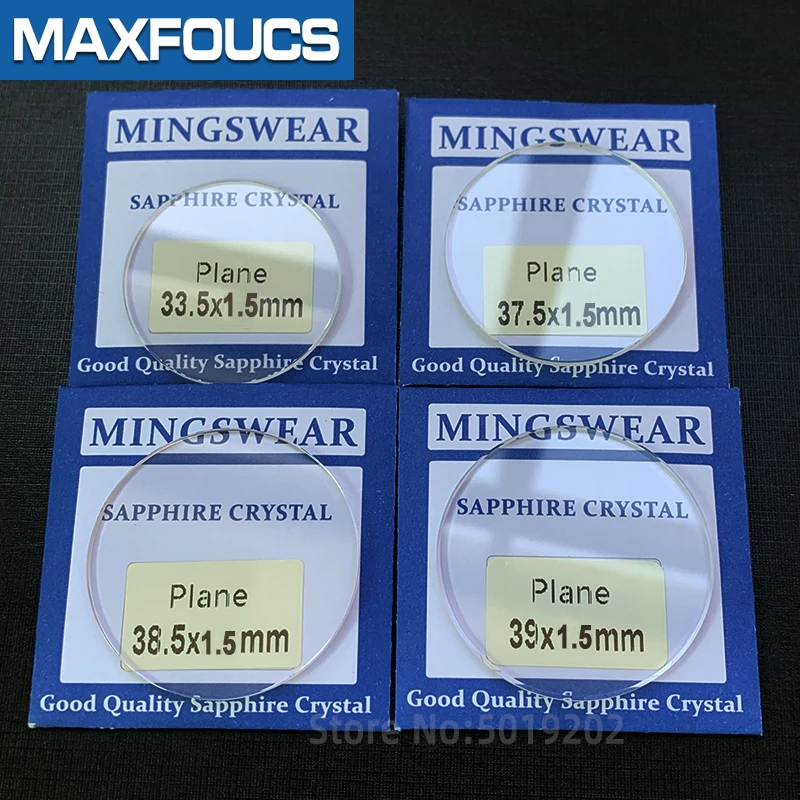 MAXFOUCS
MINGSWEAR
SAPPHIRE CRYSTAL
Plane
33.5x1.5mm
Good Quality Sapphire Crystal
MINGSWEAR
SAPPHIRE CRYSTAL
Plane
37.5x1.5mm
Good Quality Sapphire Crystal
MINGSWEAR
SAPPHIRE CRYSTAL
Plane
38.5x1.5mm
Good Quality Sapphire Crystal
MINGSWEAR
SAPPHIRE CRYSTAL
Plane
39x1.5mm
Good Quality Sapphire Crystal
Store No:5019202